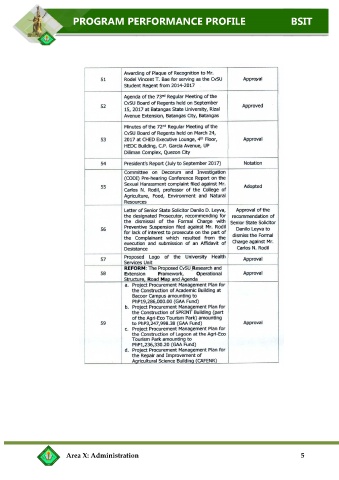 PROGRAM PERFORMANCE PROFILE BSIT
51
Awarding of Plaque of Recognition to Mr.
Rodel Vincent T. Bae for serving as the CvSU
Student Regent from 2014-2017
Approval
52
Agenda of the 73rd Regular Meeting of the
CvSU Board of Regents held on September
15, 2017 at Batangas State University, Rizal
Avenue Extension, Batangas City, Batangas
Approved
53
Minutes of the 72nd Regular Meeting of the
CvSU Board of Regents held on March 24,
2017 at CHED Executive Lounge, 4th Floor,
HEDC Building, C.P. Garcia Avenue, UP
Diliman Complex, Quezon City
Approval
54
President's Report (July to September 2017)
Notation
55
Committee on Decorum and Investigation
(CODI) Pre-hearing Conference Report on the
Sexual Harassment complaint filed against Mr.
Carlos N. Rodil, professor of the College of
Agriculture, Food, Environment and Natural
Resources
Adopted
56
Letter of Senior State Solicitor Danilo D. Leyva,
the designated Prosecutor, recommending for
the dismissal of the Formal Charge with
Preventive Suspension filed against Mr. Rodil
for lack of interest to prosecute on the part of
the Complainant which resulted from the
execution and submission of an Affidavit of
Desistance
Approval of the
recommendation of
Senior State Solicitor
Danilo Leyva to
dismiss the Formal
Charge against Mr.
Carlos N. Rodil
57
Proposed Logo of the University Health
Services Unit
Approval
58
REFORM: The Proposed CvSU Research and
Extension Framework, Operational
Structure, Road Map and Agenda
Approval
59
a. Project Procurement Management Plan for
the Construction of Academic Building at
Bacoor Campus amounting to
PhP19,286,000.00 (GAA Fund)
b. Project Procurement Management Plan for
the Construction of SPRINT Building (part
of the Agri-Eco Tourism Park) amounting
to PhP3,247,998.38 (GAA Fund)
c. Project Procurement Management Plan for
the Construction of Lagoon at the Agri-Eco
Tourism Park amounting to
PhP1,236,330.20 (GAA Fund)
d. Project Procurement Management Plan for
the Repair and Improvement of
Agricultural Science Building (CAFENR)
Approval
Area X: Administration 5